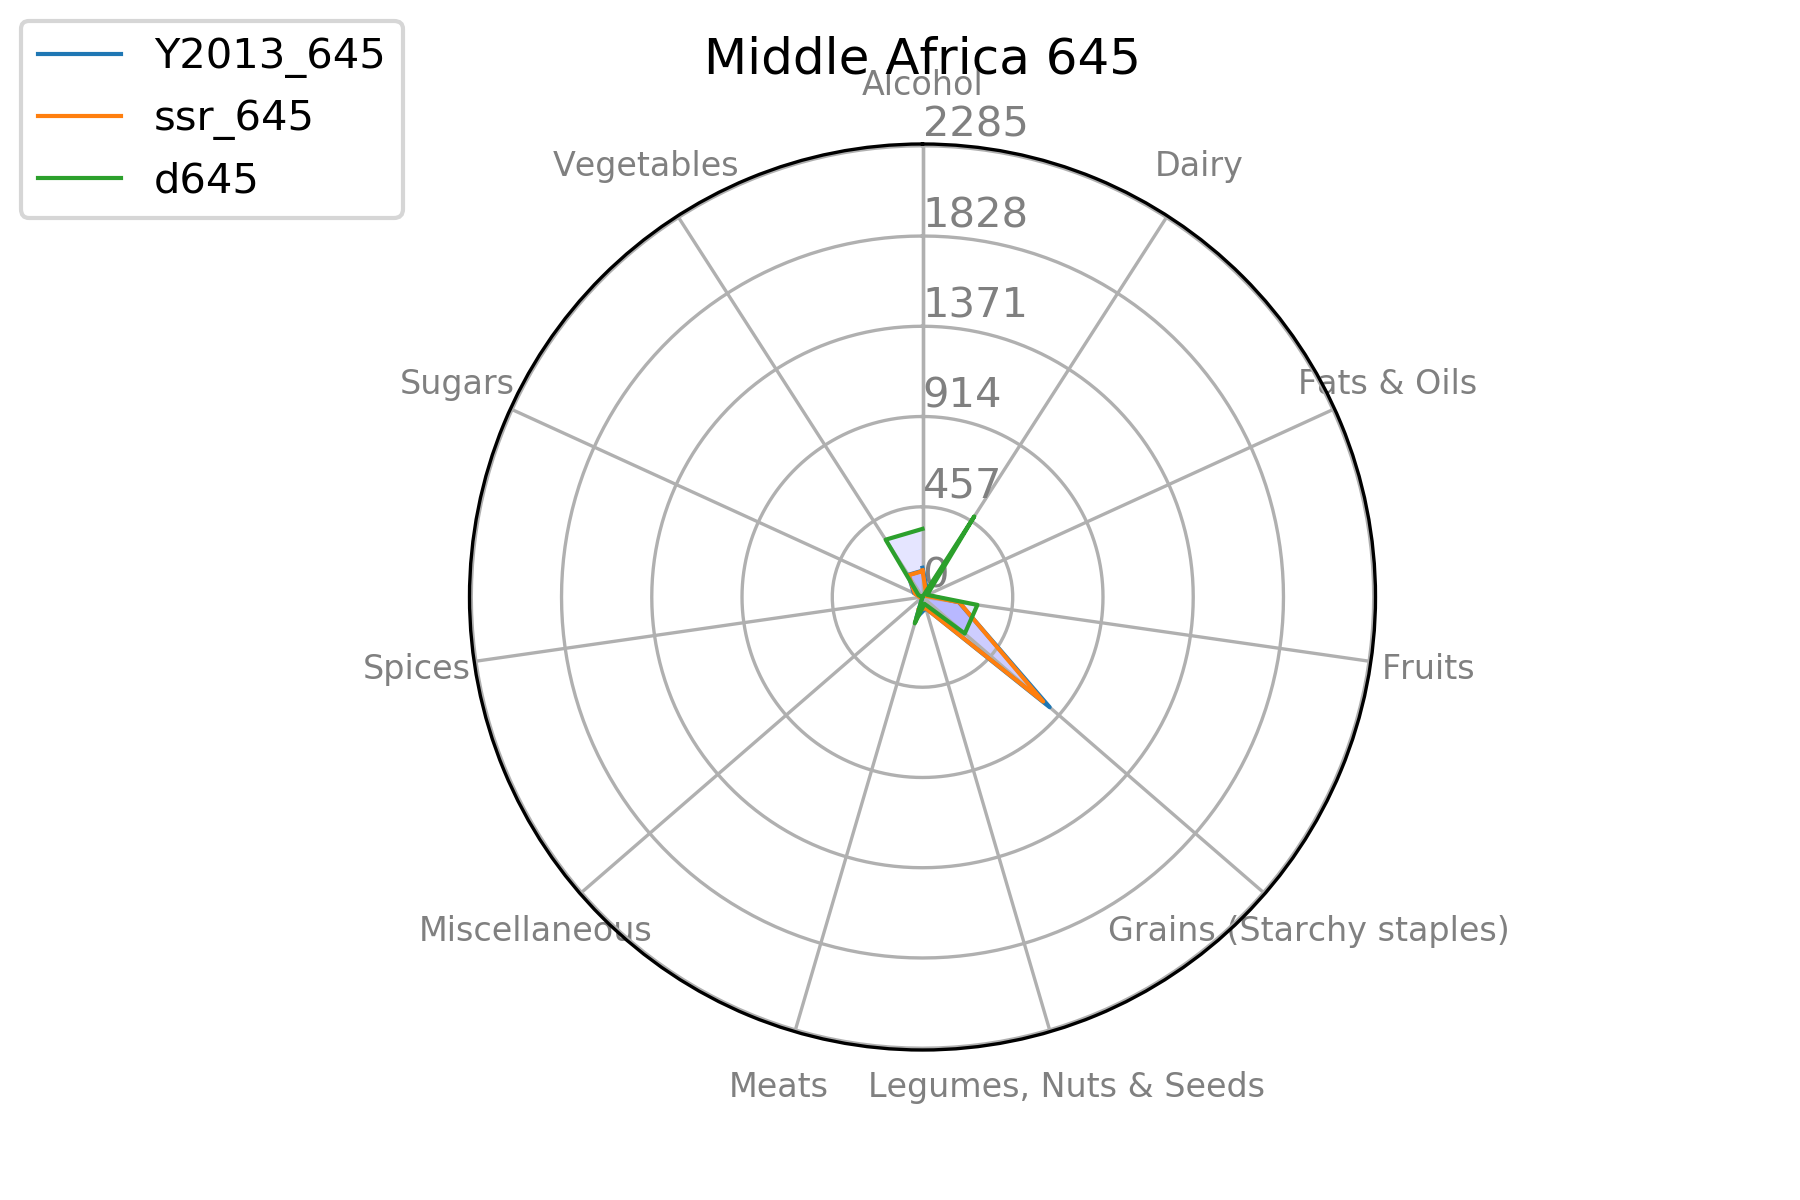 Y2013_645
ssr_645
d645
Middle Africa 645
Alcohol
2285
Vegetables
Dairy
1828
1371
Sugars
Fats & Oils
914
457
0
Spices
Fruits
Miscellaneous
Grains (Starchy staples)
Meats
Legumes, Nuts & Seeds